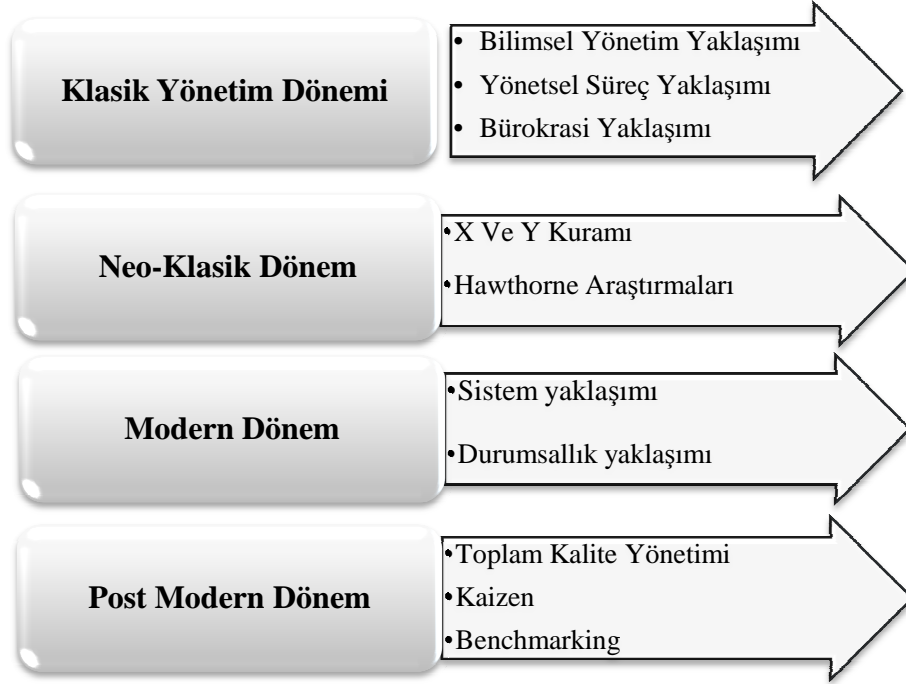 Klasik Yönetim Dönemi
• Bilimsel Yönetim Yaklaşımı
• Yönetsel Süreç Yaklaşımı
• Bürokrasi Yaklaşımı
Neo-Klasik Dönem
•X Ve Y Kuramı
•Hawthorne Araştırmaları
Modern Dönem
•Sistem yaklaşımı
•Durumsallık yaklaşımı
Post Modern Dönem
•Toplam Kalite Yönetimi
•Kaizen
•Benchmarking